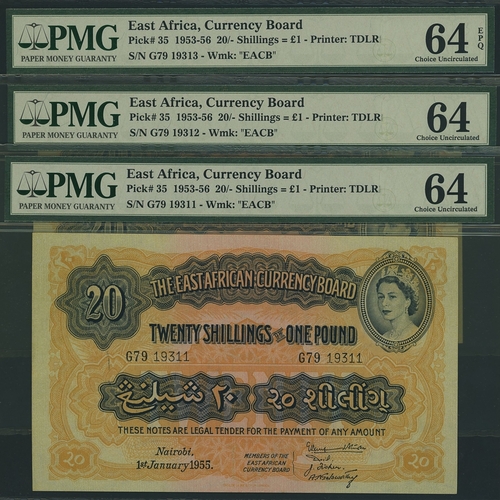 PMG
PAPER MONEY GUARANTY
East Africa, Currency Board
Pick# 35 1953-56 20/- Shillings = £1 - Printer: TDLR
S/N G79 19313 - Wmk: "EACB"
64 EPQ
Choice Uncirculated
PMG
PAPER MONEY GUARANTY
East Africa, Currency Board
Pick# 35 1953-56 20/- Shillings = £1 - Printer: TDLR
S/N G79 19312 - Wmk: "EACB"
64
Choice Uncirculated
PMG
PAPER MONEY GUARANTY
East Africa, Currency Board
Pick# 35 1953-56 20/- Shillings = £1 - Printer: TDLR
S/N G79 19311 - Wmk: "EACB"
64
Choice Uncirculated
THE EAST AFRICAN CURRENCY BOARD
20
TWENTY SHILLINGS OR ONE POUND
G79 19311 G79 19311
شيلينغ ٢٠ ૨૦ શીલીંગ
THESE NOTES ARE LEGAL TENDER FOR THE PAYMENT OF ANY AMOUNT
Nairobi,
1st January 1955.
MEMBERS OF THE
EAST AFRICAN
CURRENCY BOARD
૨૦